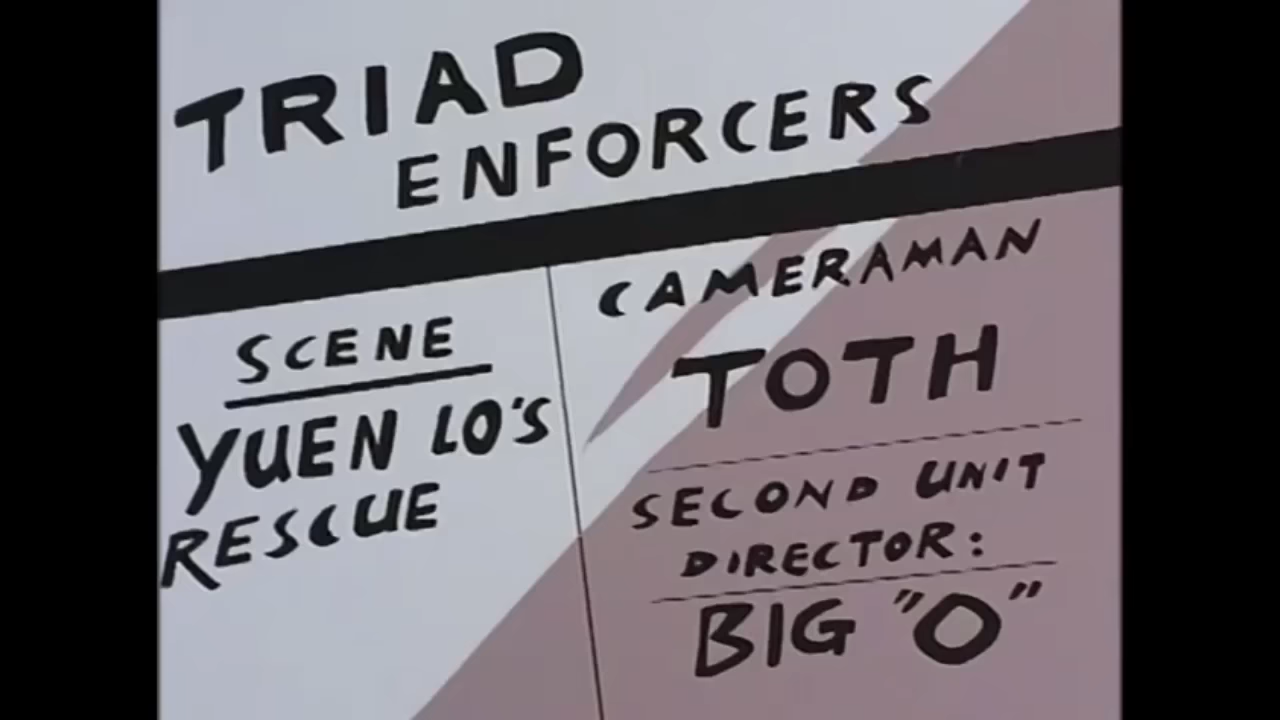 TRIAD
ENFORCERS
SCENE
YUEN LO'S
RESCUE
CAMERAMAN
TOTH
SECOND UNIT
DIRECTOR:
BIG "O"